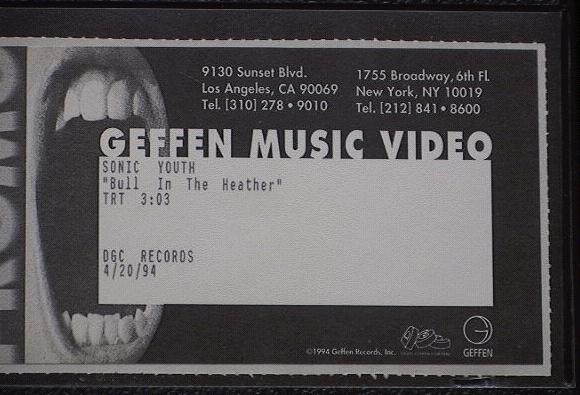 PROMO
9130 Sunset Blvd.
Los Angeles, CA 90069
Tel. [310] 278 • 9010
1755 Broadway, 6th Fl.
New York, NY 10019
Tel. [212] 841 • 8600
GEFFEN MUSIC VIDEO
SONIC YOUTH
"Bull In The Heather"
TRT 3:03
DGC RECORDS
4/20/94
©1994 Geffen Records, Inc.
GEFFEN